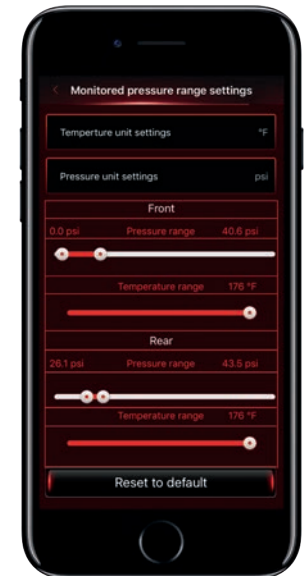 Monitored pressure range settings
Temperture unit settings °F
Pressure unit settings psi
Front
0.0 psi Pressure range 40.6 psi
Temperature range 176 °F
Rear
26.1 psi Pressure range 43.5 psi
Temperature range 176 °F
Reset to default